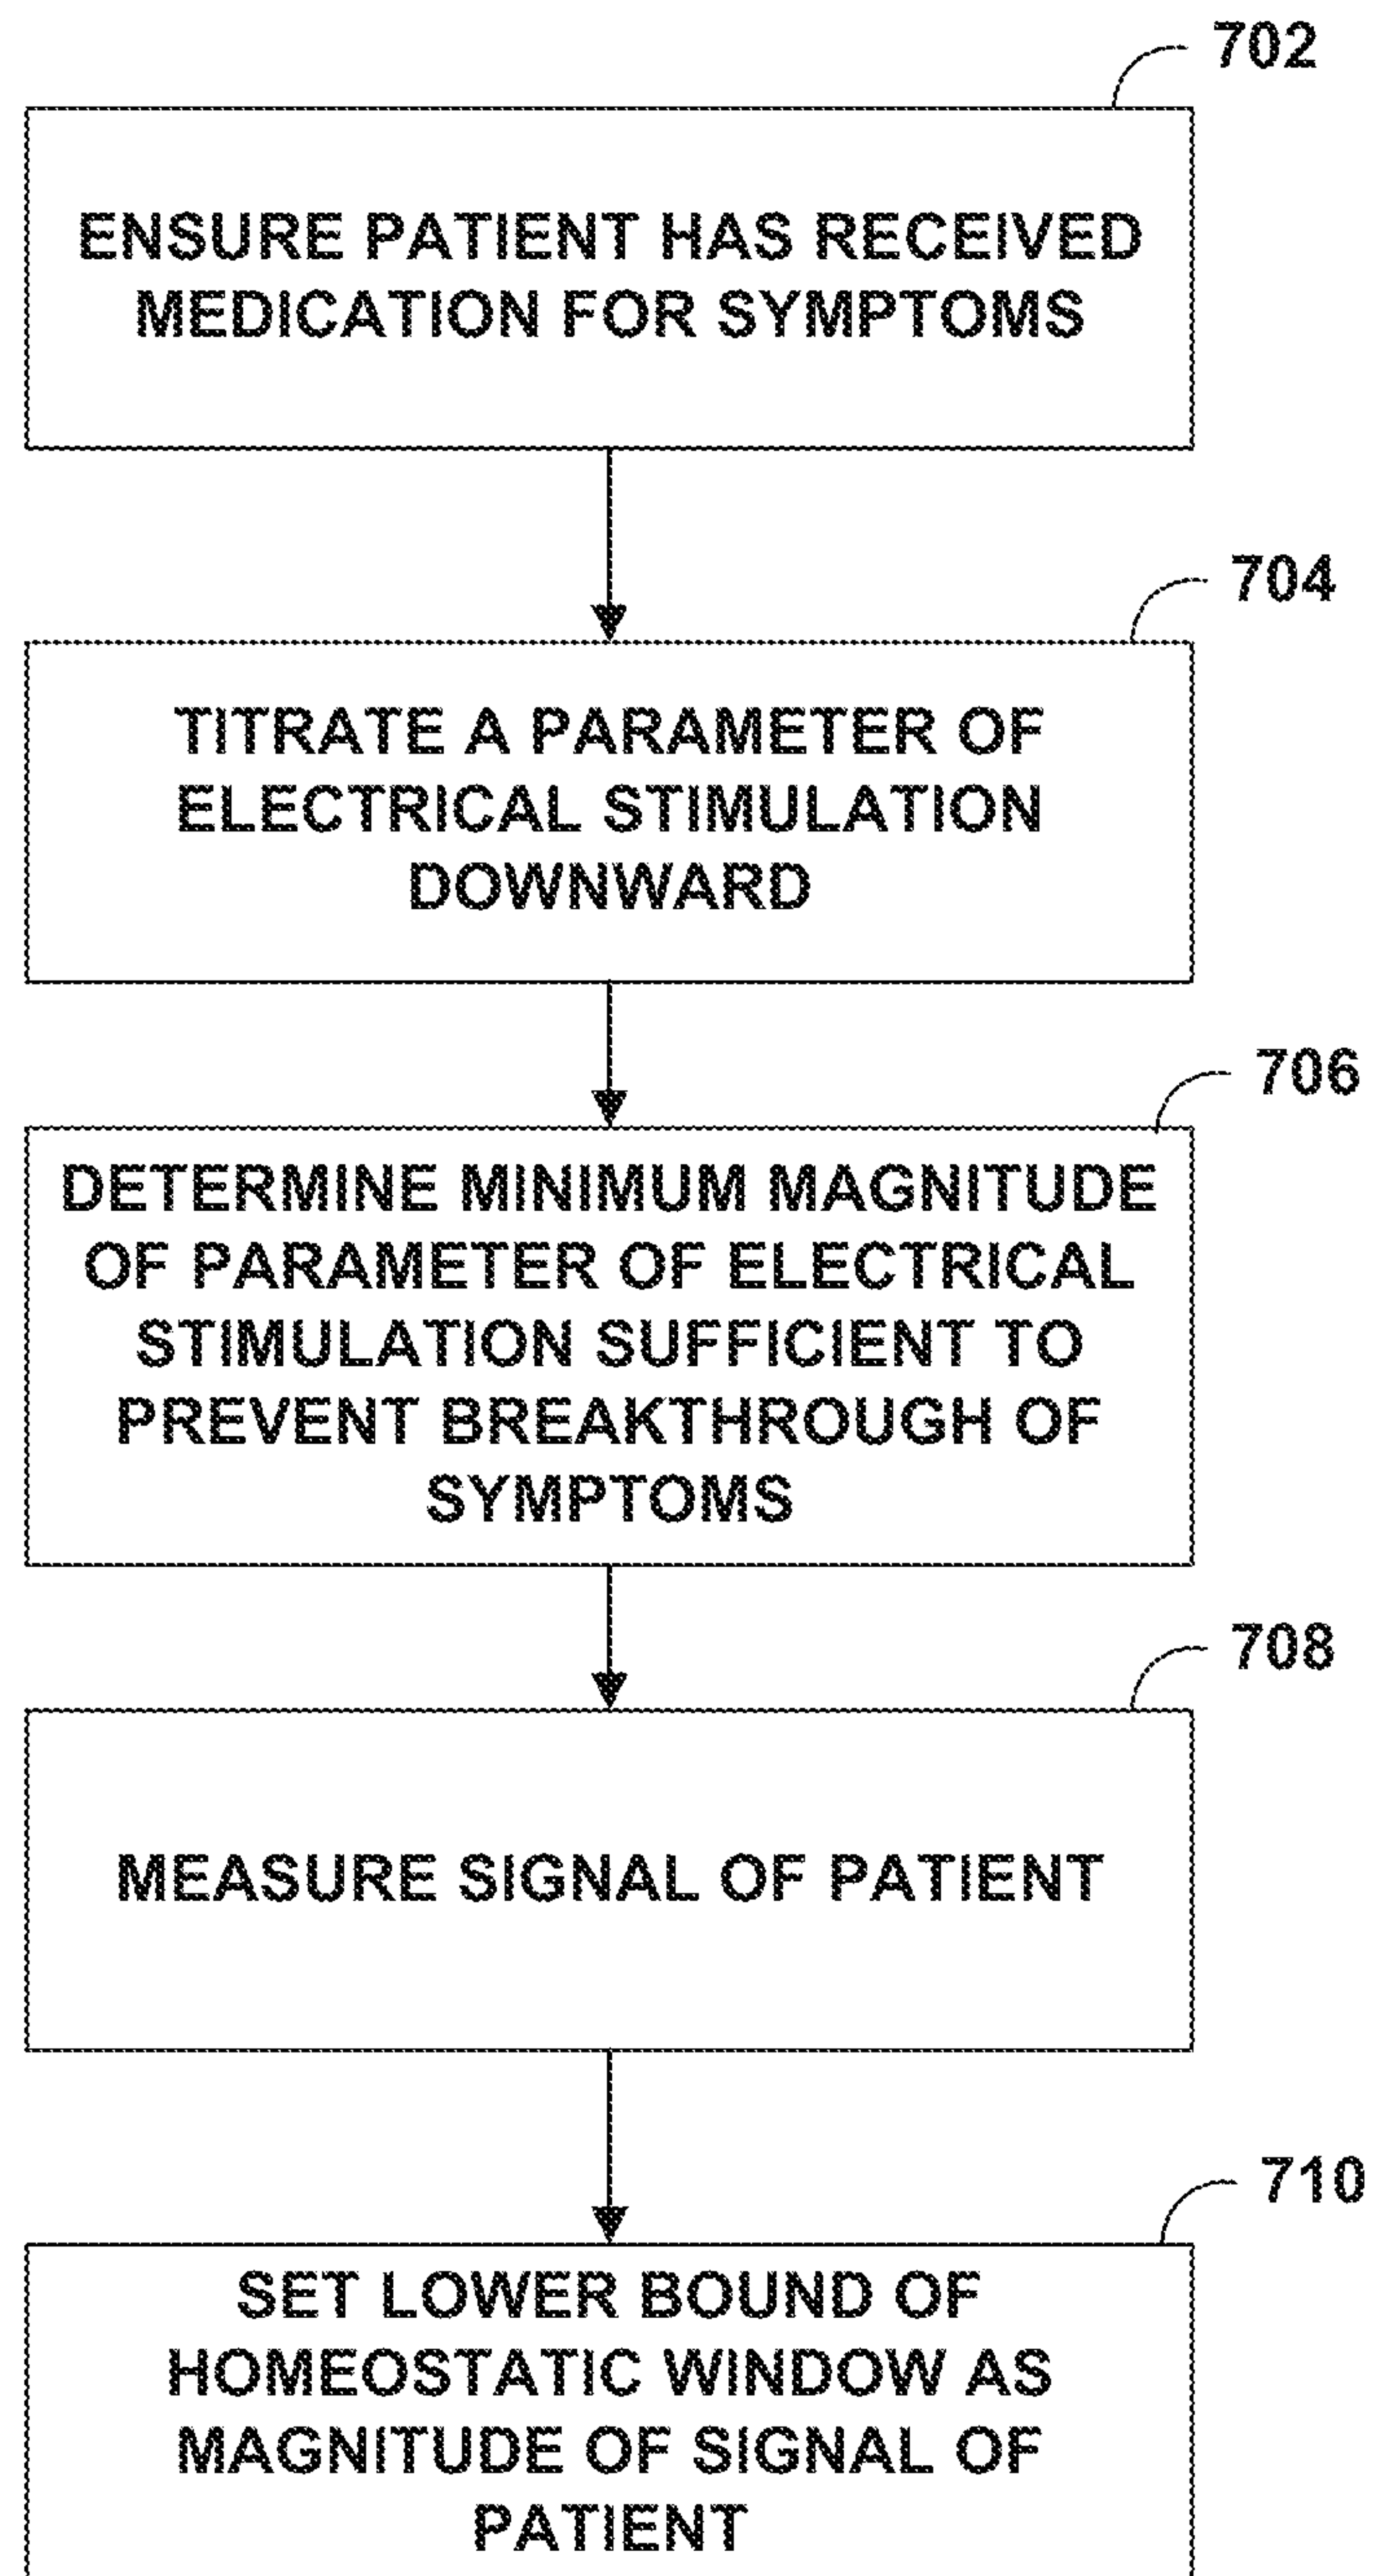 702
ENSURE PATIENT HAS RECEIVED
MEDICATION FOR SYMPTOMS
704
TITRATE A PARAMETER OF
ELECTRICAL STIMULATION
DOWNWARD
706
DETERMINE MINIMUM MAGNITUDE
OF PARAMETER OF ELECTRICAL
STIMULATION SUFFICIENT TO
PREVENT BREAKTHROUGH OF
SYMPTOMS
708
MEASURE SIGNAL OF PATIENT
710
SET LOWER BOUND OF
HOMEOSTATIC WINDOW AS
MAGNITUDE OF SIGNAL OF
PATIENT